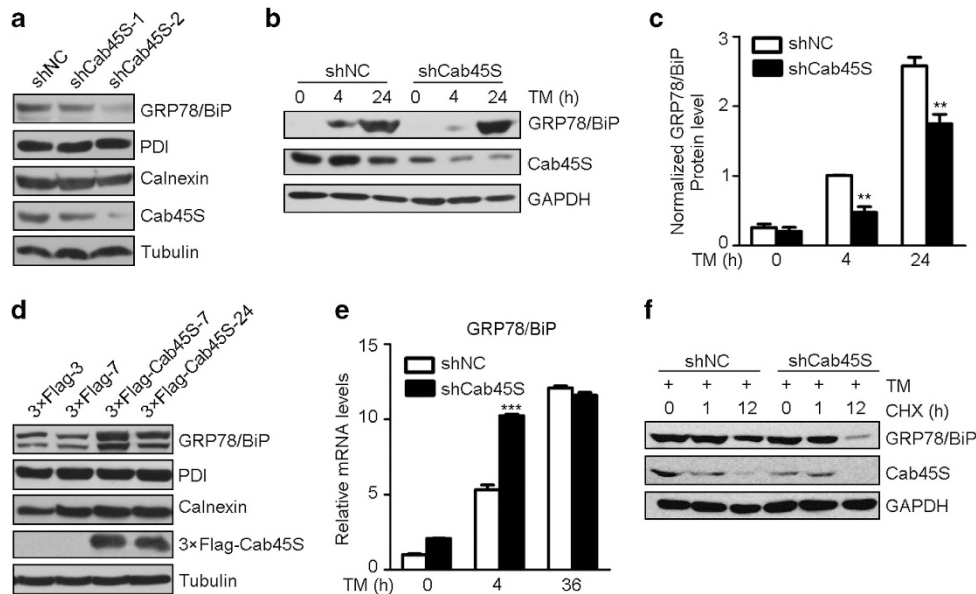 a
shNC
shCab45S-1
shCab45S-2
GRP78/BiP
PDI
Calnexin
Cab45S
Tubulin
b
shNC shCab45S
0 4 24 0 4 24 TM (h)
GRP78/BiP
Cab45S
GAPDH
c
Normalized GRP78/BiP
Protein level
3
2
1
0
shNC
shCab45S
**
**
TM (h) 0 4 24
d
3×Flag-3
3×Flag-7
3×Flag-Cab45S-7
3×Flag-Cab45S-24
GRP78/BiP
PDI
Calnexin
3×Flag-Cab45S
Tubulin
e
GRP78/BiP
Relative mRNA levels
15
10
5
0
shNC
shCab45S
***
TM (h) 0 4 36
f
shNC shCab45S
+ + + + + + TM
0 1 12 0 1 12 CHX (h)
GRP78/BiP
Cab45S
GAPDH